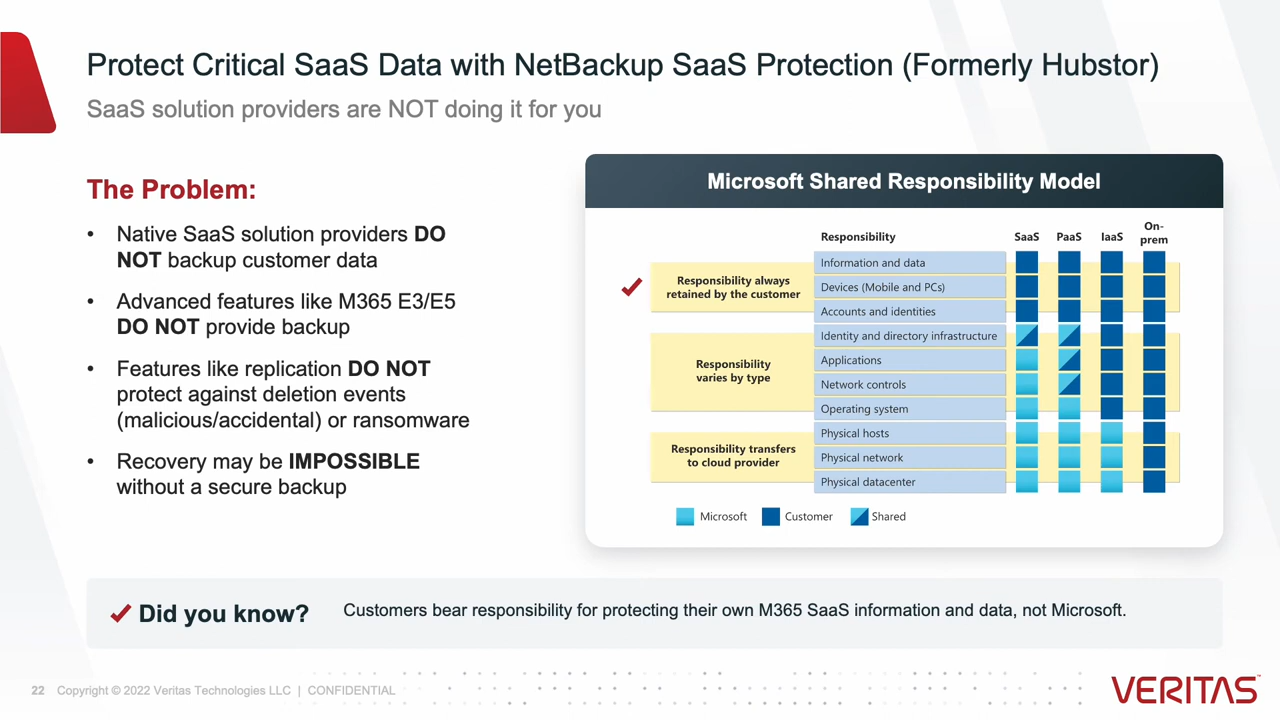 Protect Critical SaaS Data with NetBackup SaaS Protection (Formerly Hubstor)
SaaS solution providers are NOT doing it for you
The Problem:
• Native SaaS solution providers DO
NOT backup customer data
• Advanced features like M365 E3/E5
DO NOT provide backup
• Features like replication DO NOT
protect against deletion events
(malicious/accidental) or ransomware
• Recovery may be IMPOSSIBLE
without a secure backup
Microsoft Shared Responsibility Model
Responsibility SaaS PaaS IaaS On-
prem
Responsibility always
retained by the customer
Information and data
Devices (Mobile and PCs)
Accounts and identities
Responsibility
varies by type
Identity and directory infrastructure
Applications
Network controls
Operating system
Responsibility transfers
to cloud provider
Physical hosts
Physical network
Physical datacenter
Microsoft Customer Shared
Did you know? Customers bear responsibility for protecting their own M365 SaaS information and data, not Microsoft.
22 Copyright © 2022 Veritas Technologies LLC | CONFIDENTIAL
VERITAS™